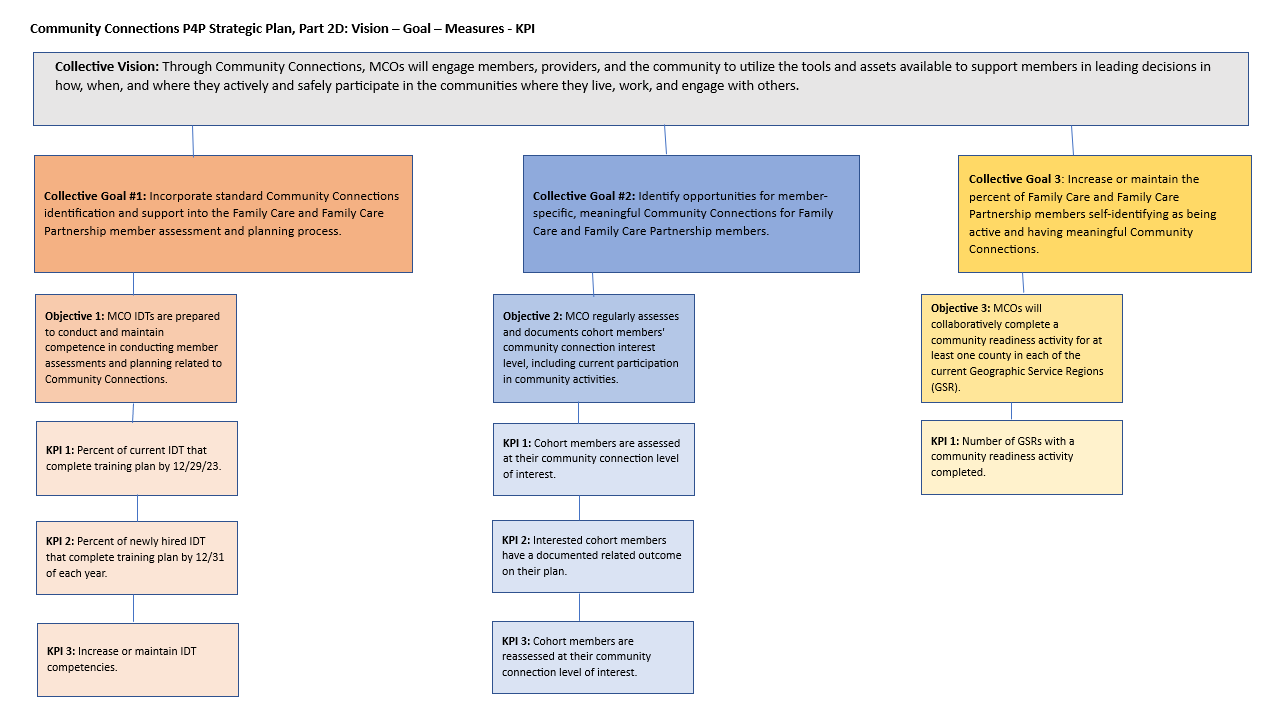 Community Connections P4P Strategic Plan, Part 2D: Vision – Goal – Measures - KPI
Collective Vision: Through Community Connections, MCOs will engage members, providers, and the community to utilize the tools and assets available to support members in leading decisions in
how, when, and where they actively and safely participate in the communities where they live, work, and engage with others.
Collective Goal #1: Incorporate standard Community Connections
identification and support into the Family Care and Family Care
Partnership member assessment and planning process.
Objective 1: MCO IDTs are prepared
to conduct and maintain
competence in conducting member
assessments and planning related to
Community Connections.
KPI 1: Percent of current IDT that
complete training plan by 12/29/23.
KPI 2: Percent of newly hired IDT
that complete training plan by 12/31
of each year.
KPI 3: Increase or maintain IDT
competencies.
Collective Goal #2: Identify opportunities for member-
specific, meaningful Community Connections for Family
Care and Family Care Partnership members.
Objective 2: MCO regularly assesses
and documents cohort members'
community connection interest
level, including current participation
in community activities.
KPI 1: Cohort members are assessed
at their community connection level
of interest.
KPI 2: Interested cohort members
have a documented related outcome
on their plan.
KPI 3: Cohort members are
reassessed at their community
connection level of interest.
Collective Goal 3: Increase or maintain the
percent of Family Care and Family Care
Partnership members self-identifying as being
active and having meaningful Community
Connections.
Objective 3: MCOs will
collaboratively complete a
community readiness activity for at
least one county in each of the
current Geographic Service Regions
(GSR).
KPI 1: Number of GSRs with a
community readiness activity
completed.